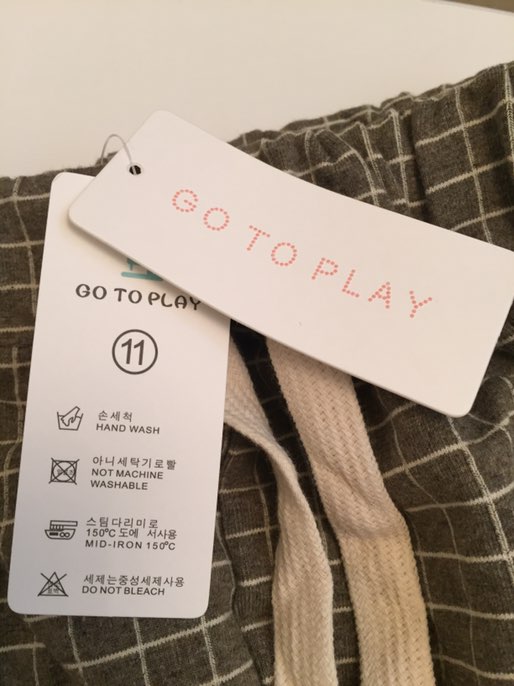 GO TO PLAY
GO TO PLAY
11
손세척
HAND WASH
아니세탁기로빨
NOT MACHINE
WASHABLE
스팀다리미로
150℃ 도에 서사용
MID-IRON 150℃
세제는중성세제사용
DO NOT BLEACH